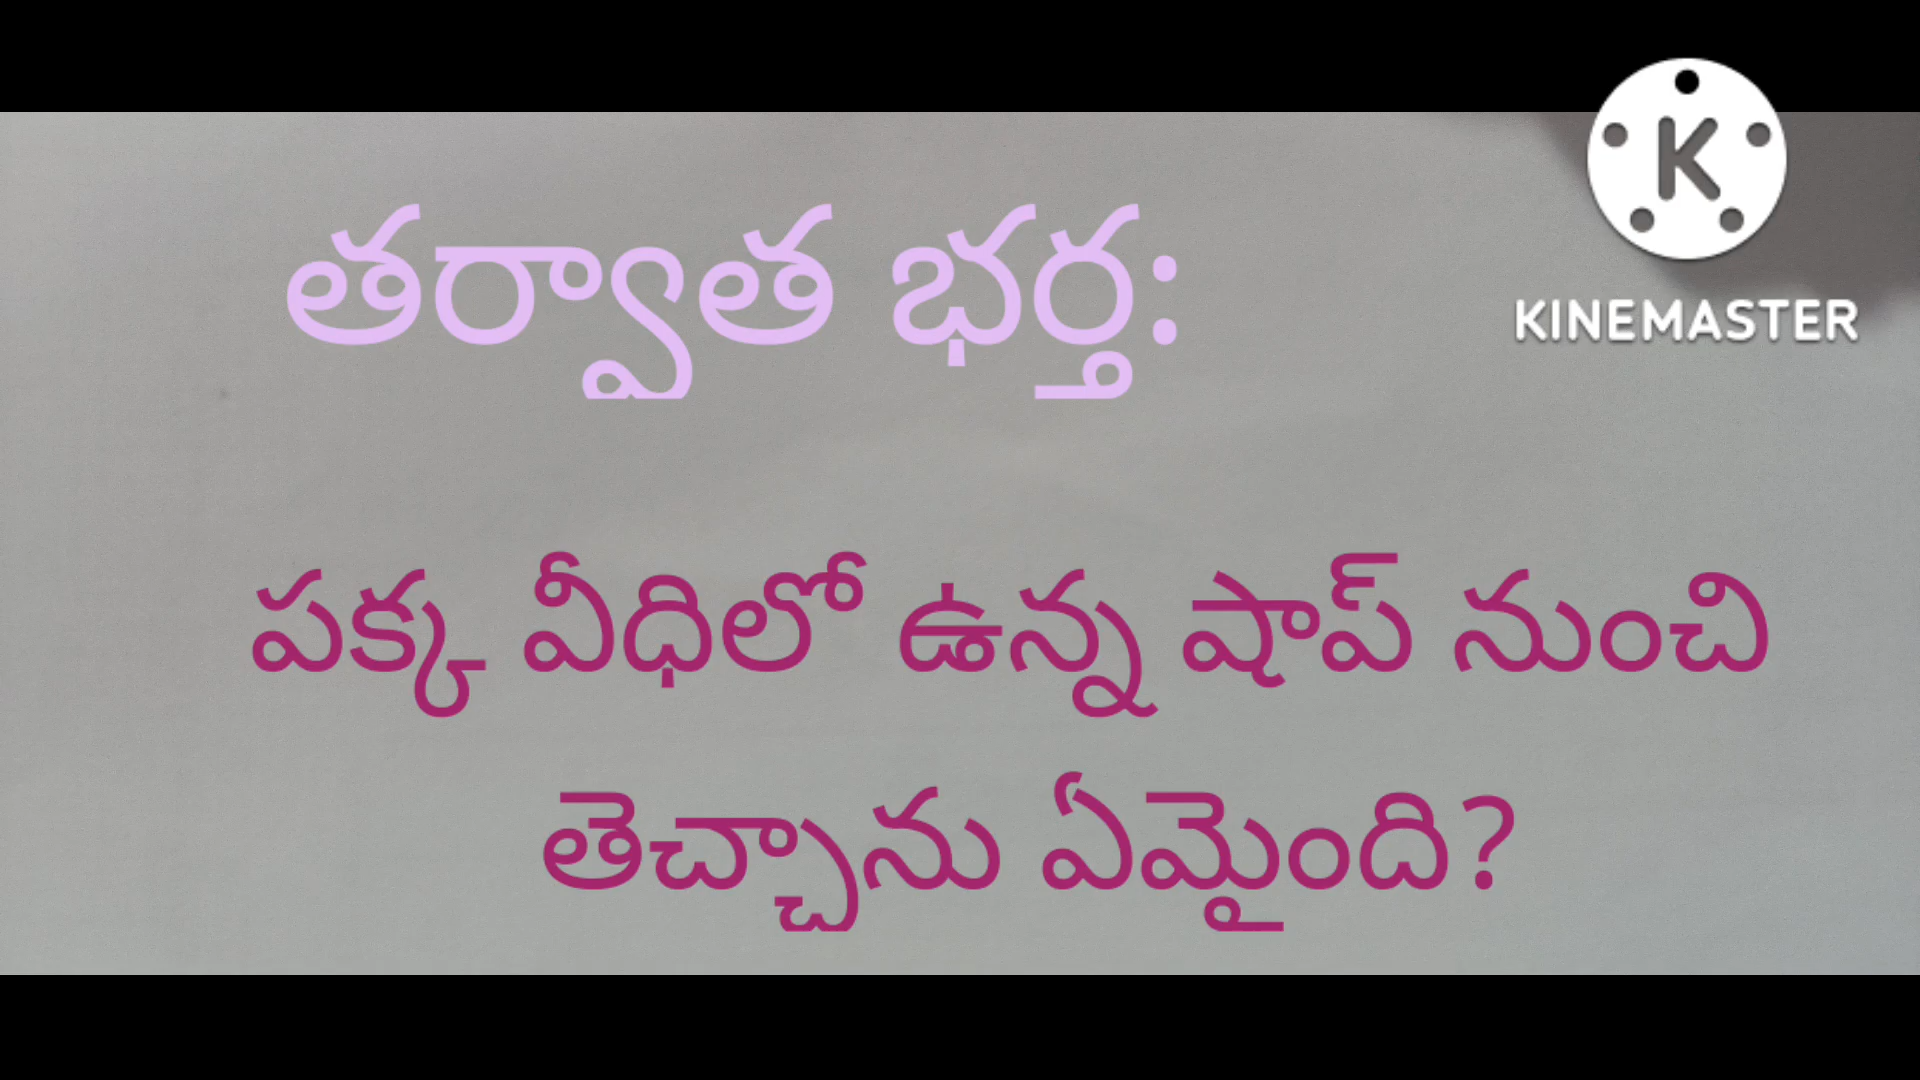 తర్వాత భర్త:
KINEMASTER
పక్క వీధిలో ఉన్న షాప్ నుంచి
తెచ్చాను ఏమైంది?